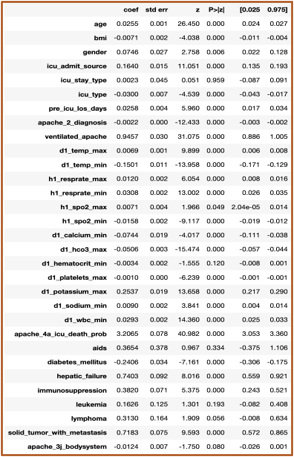 coef std err z P>|z| [0.025 0.975]
age 0.0255 0.001 26.450 0.000 0.024 0.027
bmi -0.0071 0.002 -4.038 0.000 -0.011 -0.004
gender 0.0746 0.027 2.758 0.006 0.022 0.128
icu_admit_source 0.1640 0.015 11.051 0.000 0.135 0.193
icu_stay_type 0.0023 0.045 0.051 0.959 -0.087 0.091
icu_type -0.0300 0.007 -4.539 0.000 -0.043 -0.017
pre_icu_los_days 0.0258 0.004 5.960 0.000 0.017 0.034
apache_2_diagnosis -0.0022 0.000 -12.433 0.000 -0.003 -0.002
ventilated_apache 0.9457 0.030 31.075 0.000 0.886 1.005
d1_temp_max 0.0069 0.001 9.899 0.000 0.006 0.008
d1_temp_min -0.1501 0.011 -13.958 0.000 -0.171 -0.129
h1_resprate_max 0.0120 0.002 6.054 0.000 0.008 0.016
h1_resprate_min 0.0308 0.002 13.002 0.000 0.026 0.035
h1_spo2_max 0.0071 0.004 1.966 0.049 2.04e-05 0.014
h1_spo2_min -0.0158 0.002 -9.117 0.000 -0.019 -0.012
d1_calcium_min -0.0744 0.019 -4.017 0.000 -0.111 -0.038
d1_hco3_max -0.0506 0.003 -15.474 0.000 -0.057 -0.044
d1_hematocrit_min -0.0034 0.002 -1.555 0.120 -0.008 0.001
d1_platelets_max -0.0010 0.000 -6.239 0.000 -0.001 -0.001
d1_potassium_max 0.2537 0.019 13.658 0.000 0.217 0.290
d1_sodium_min 0.0090 0.002 3.841 0.000 0.004 0.014
d1_wbc_min 0.0293 0.002 14.360 0.000 0.025 0.033
apache_4a_icu_death_prob 3.2065 0.078 40.982 0.000 3.053 3.360
aids 0.3654 0.378 0.967 0.334 -0.375 1.106
diabetes_mellitus -0.2406 0.034 -7.161 0.000 -0.306 -0.175
hepatic_failure 0.7403 0.092 8.016 0.000 0.559 0.921
immunosuppression 0.3820 0.071 5.375 0.000 0.243 0.521
leukemia 0.1626 0.125 1.301 0.193 -0.082 0.408
lymphoma 0.3130 0.164 1.909 0.056 -0.008 0.634
solid_tumor_with_metastasis 0.7183 0.075 9.593 0.000 0.572 0.865
apache_3j_bodysystem -0.0124 0.007 -1.750 0.080 -0.026 0.001